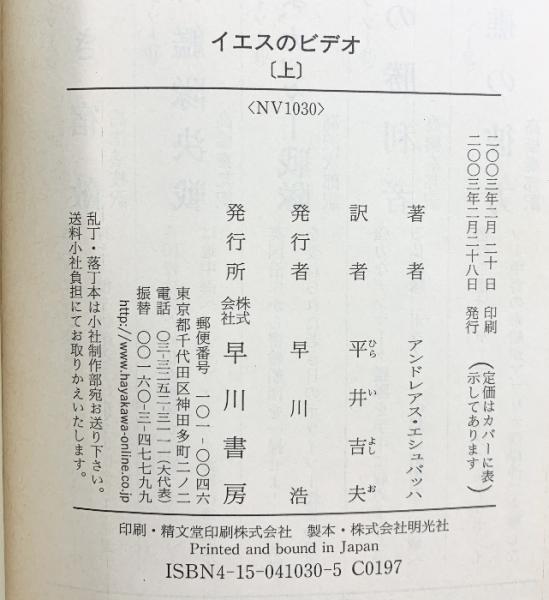 イエスのビデオ
〔上〕
〈NV1030〉
二〇〇三年二月二十日 印刷
二〇〇三年二月二十八日 発行
（定価はカバーに表示してあります）
著者 アンドレアス・エシュバッハ
訳者 平井吉夫
ひら い よし お
発行者 早川 浩
発行所 株式会社 早川書房
郵便番号 一〇一-〇〇四六
東京都千代田区神田多町二ノ二
電話 〇三-三二五二-三一一一(大代表)
振替 〇〇一六〇-三-四七七九九
http://www.hayakawa-online.co.jp
乱丁・落丁本は小社制作部宛お送り下さい。
送料小社負担にてお取りかえいたします。
印刷・精文堂印刷株式会社 製本・株式会社明光社
Printed and bound in Japan
ISBN4-15-041030-5 C0197